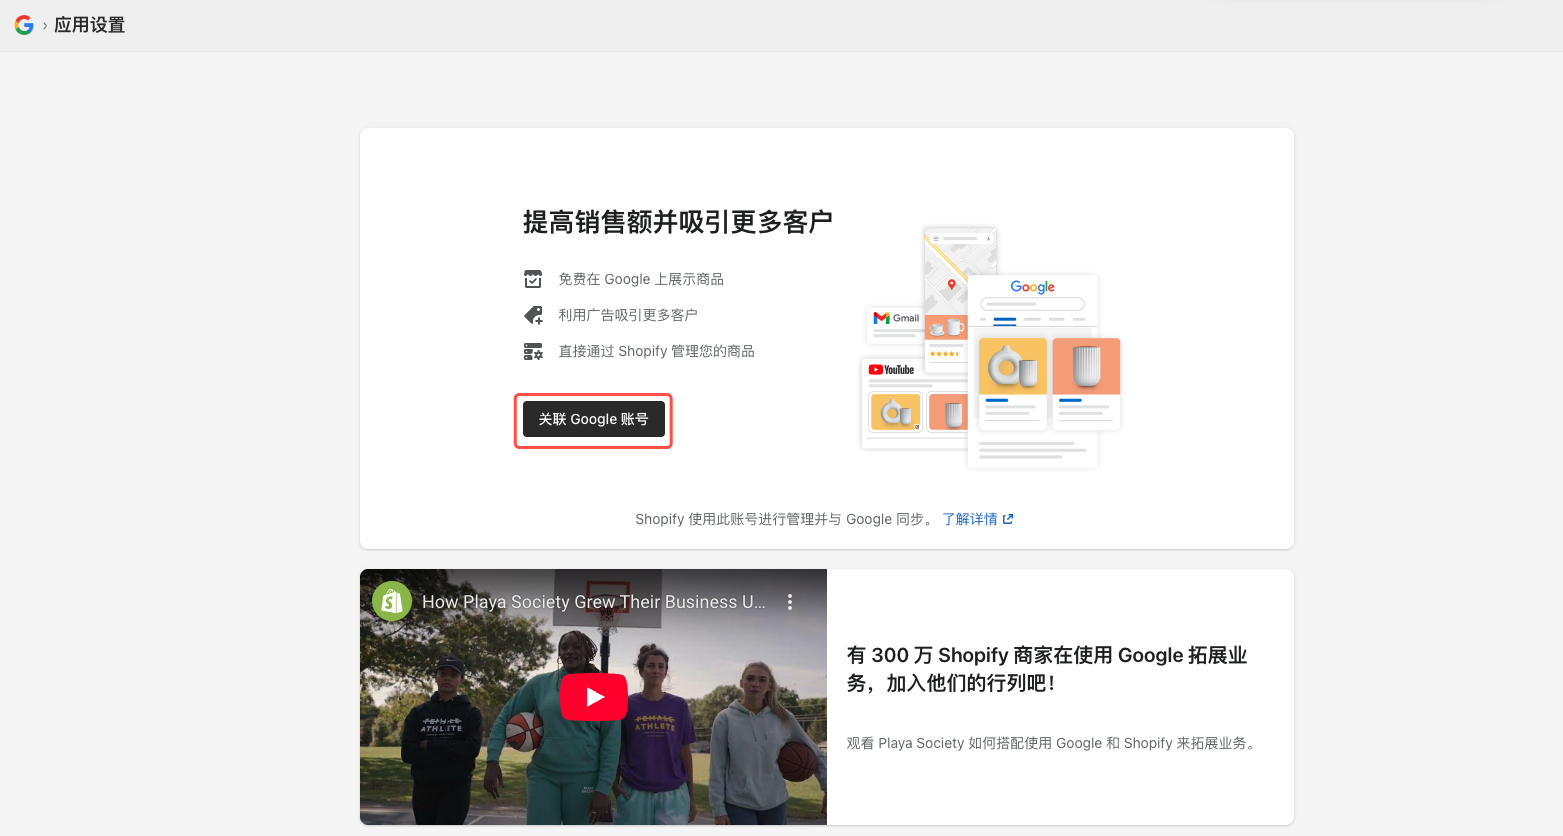 应用设置
提高销售额并吸引更多客户
免费在 Google 上展示商品
利用广告吸引更多客户
直接通过 Shopify 管理您的商品
关联 Google 账号
Google
Gmail
YouTube
Shopify 使用此账号进行管理并与 Google 同步。 了解详情
How Playa Society Grew Their Business U...
FEMALE
ATHLETE
FEMALE
ATHLETE
有 300 万 Shopify 商家在使用 Google 拓展业
务，加入他们的行列吧！
观看 Playa Society 如何搭配使用 Google 和 Shopify 来拓展业务。